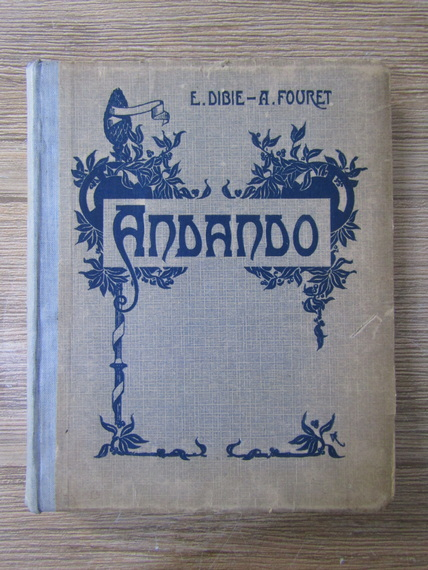 E. DIBIE – A. FOURET
ANDANDO